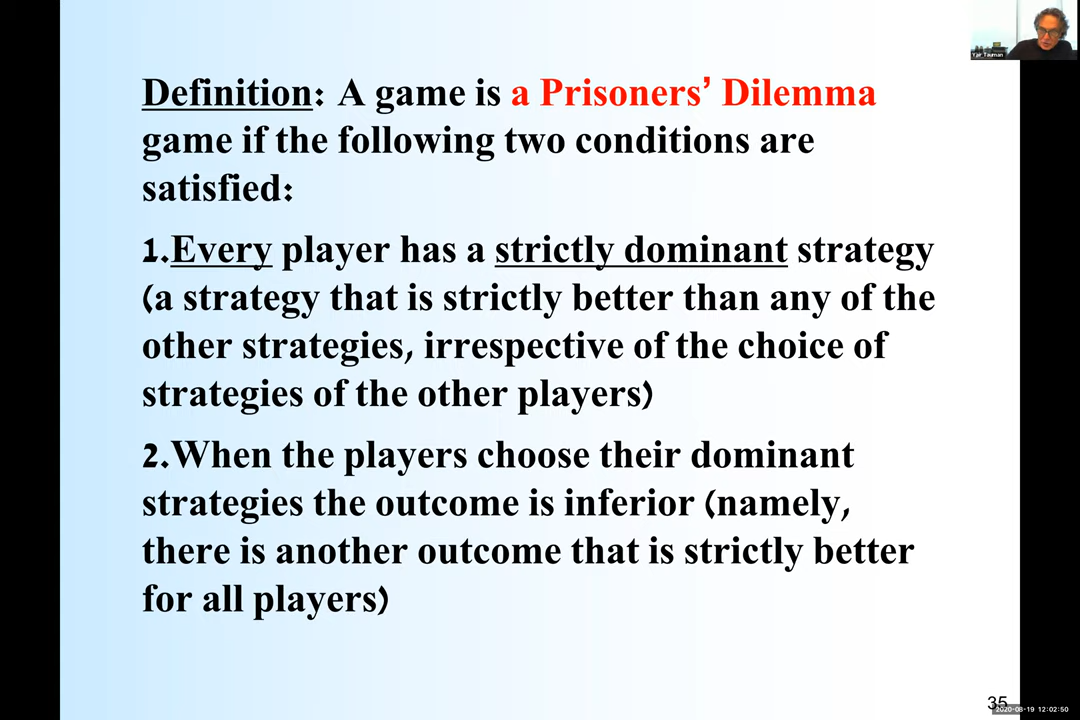 Yair Tauman
Definition: A game is a Prisoners’ Dilemma
game if the following two conditions are
satisfied:
1.Every player has a strictly dominant strategy
(a strategy that is strictly better than any of the
other strategies, irrespective of the choice of
strategies of the other players)
2.When the players choose their dominant
strategies the outcome is inferior (namely,
there is another outcome that is strictly better
for all players)
35
2020-08-19 12:02:50